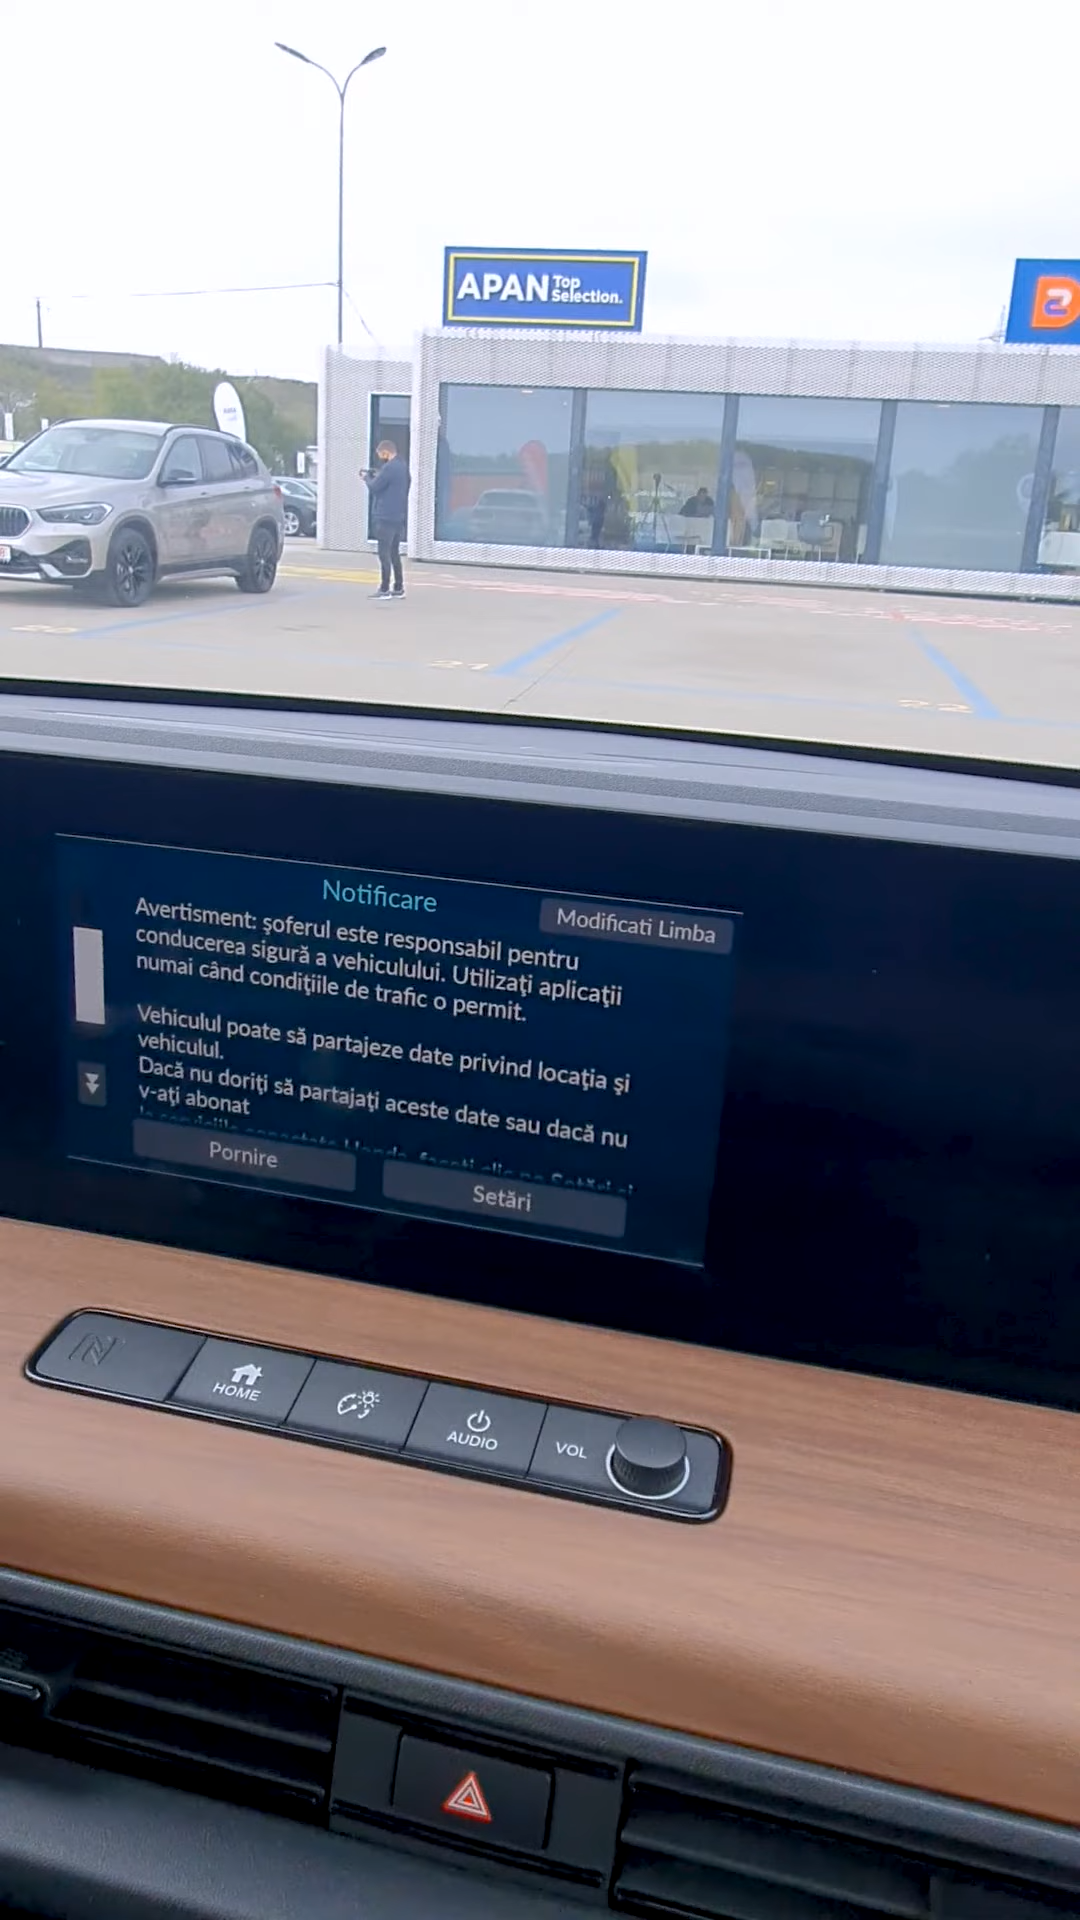 APAN Top Selection.
21
22
Notificare
Modificati Limba
Avertisment: şoferul este responsabil pentru
conducerea sigură a vehiculului. Utilizaţi aplicaţii
numai când condiţiile de trafic o permit.
Vehiculul poate să partajeze date privind locaţia şi
vehiculul.
Dacă nu doriţi să partajaţi aceste date sau dacă nu
v-aţi abonat
Pornire
Setări
HOME
AUDIO
VOL